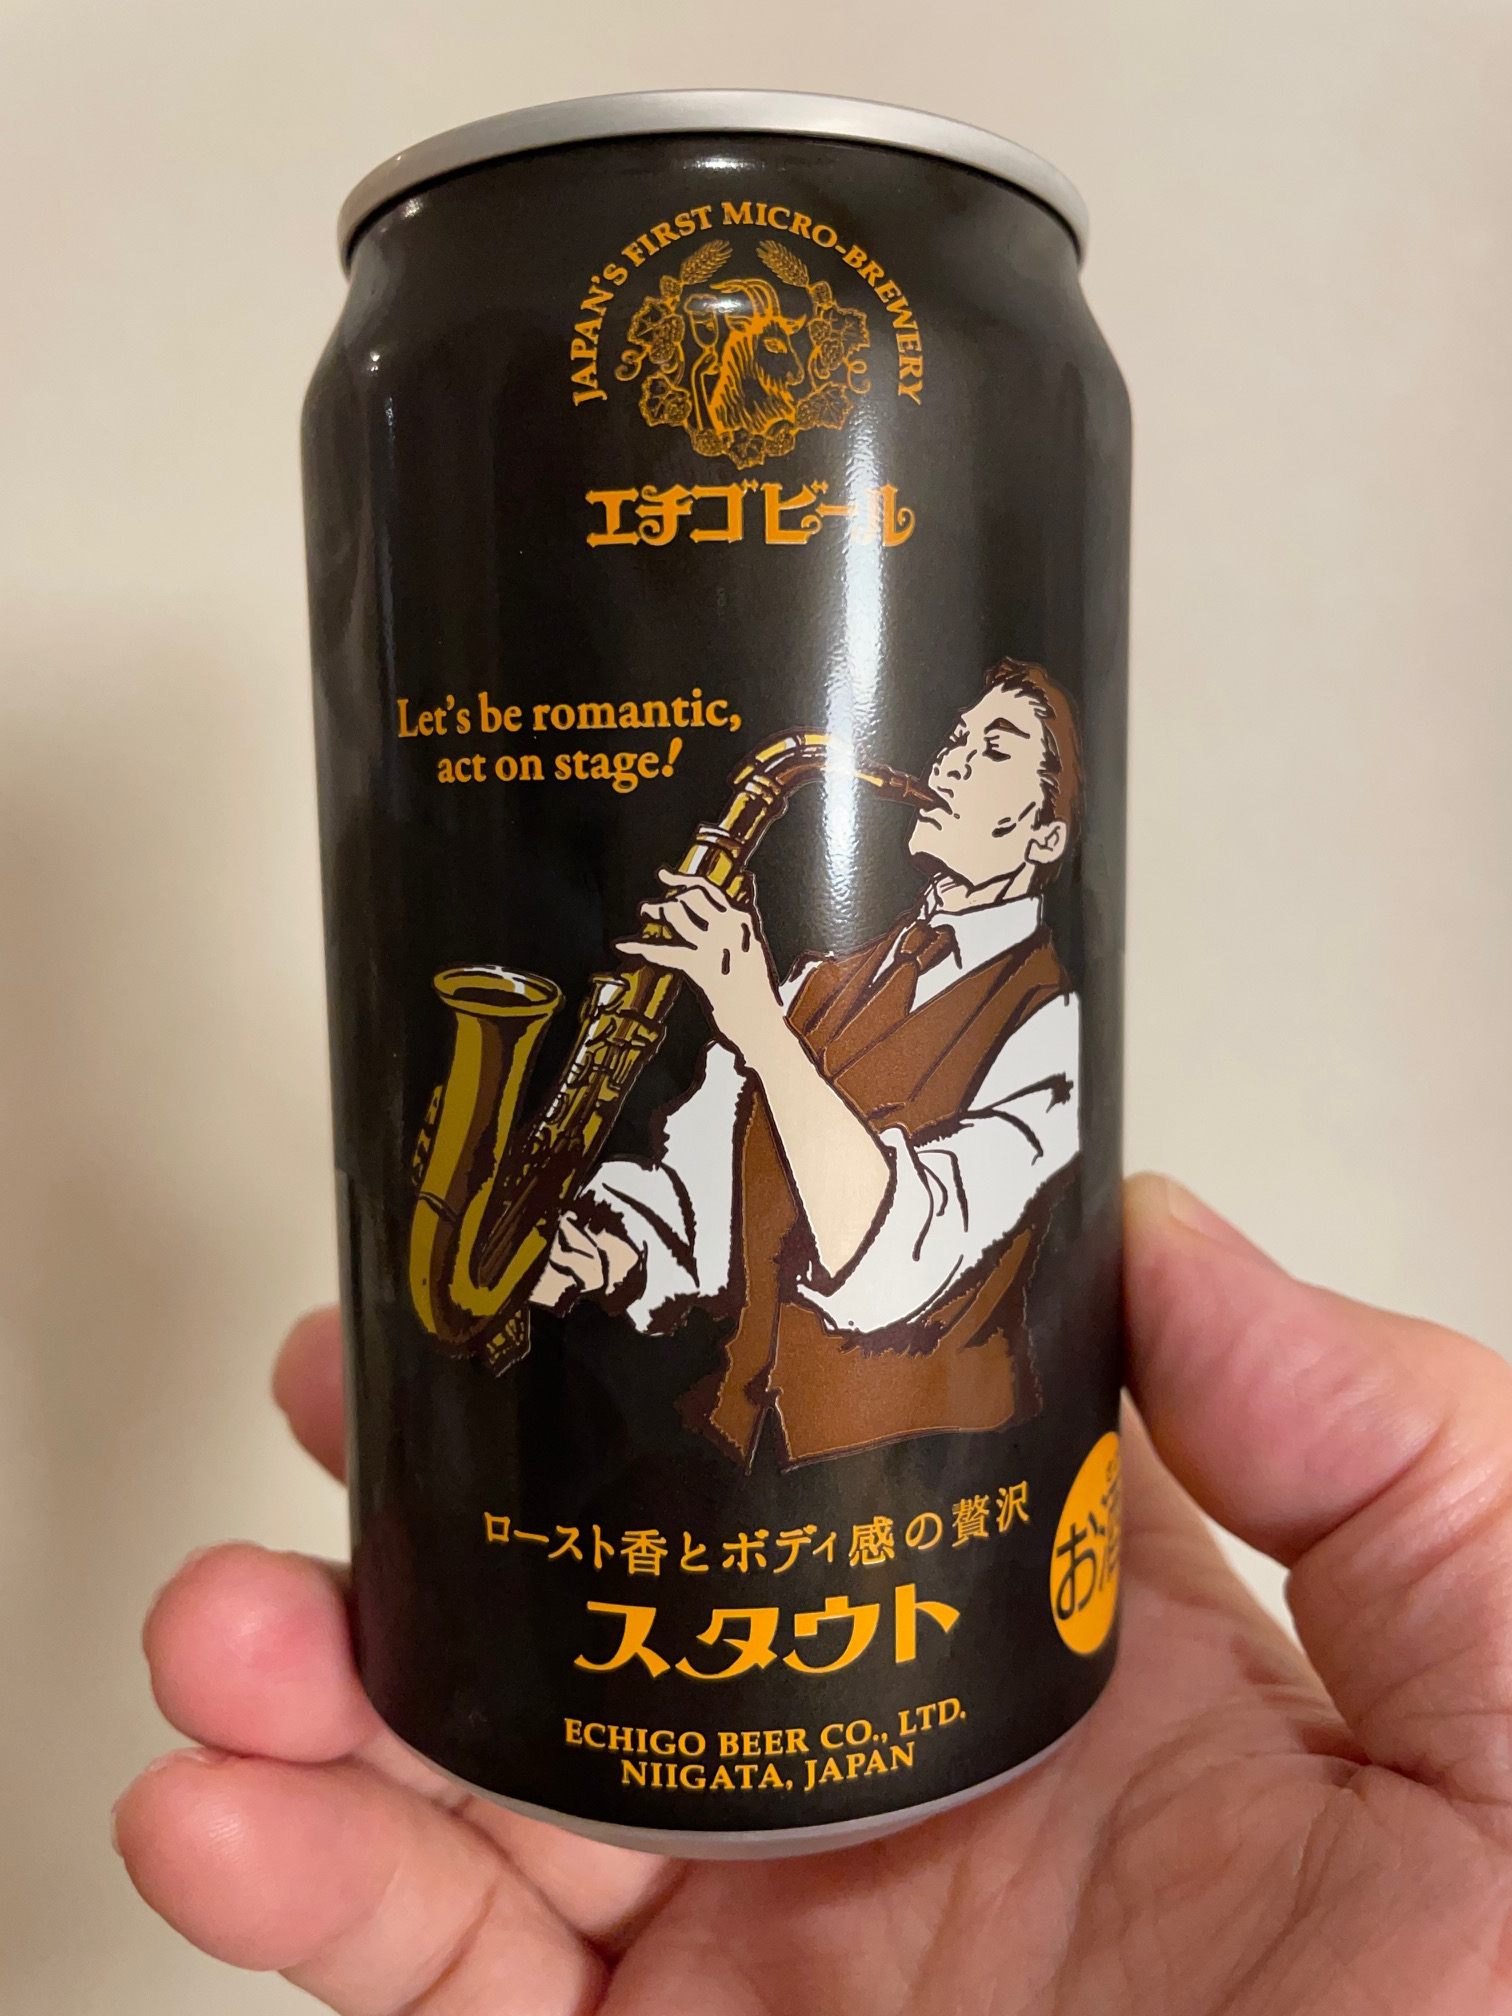 JAPAN'S FIRST MICRO-BREWERY
エチゴビール
Let's be romantic,
act on stage!
ロースト香とボディ感の贅沢
スタウト
お酒
ECHIGO BEER CO., LTD.
NIIGATA, JAPAN